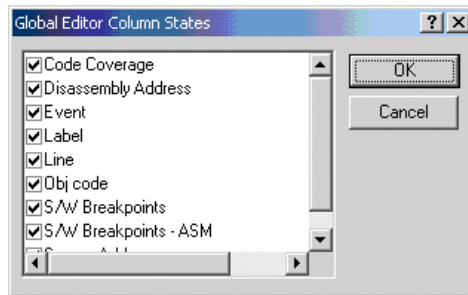 Global Editor Column States
Code Coverage
Disassembly Address
Event
Label
Line
Obj code
S/W Breakpoints
S/W Breakpoints - ASM
OK
Cancel